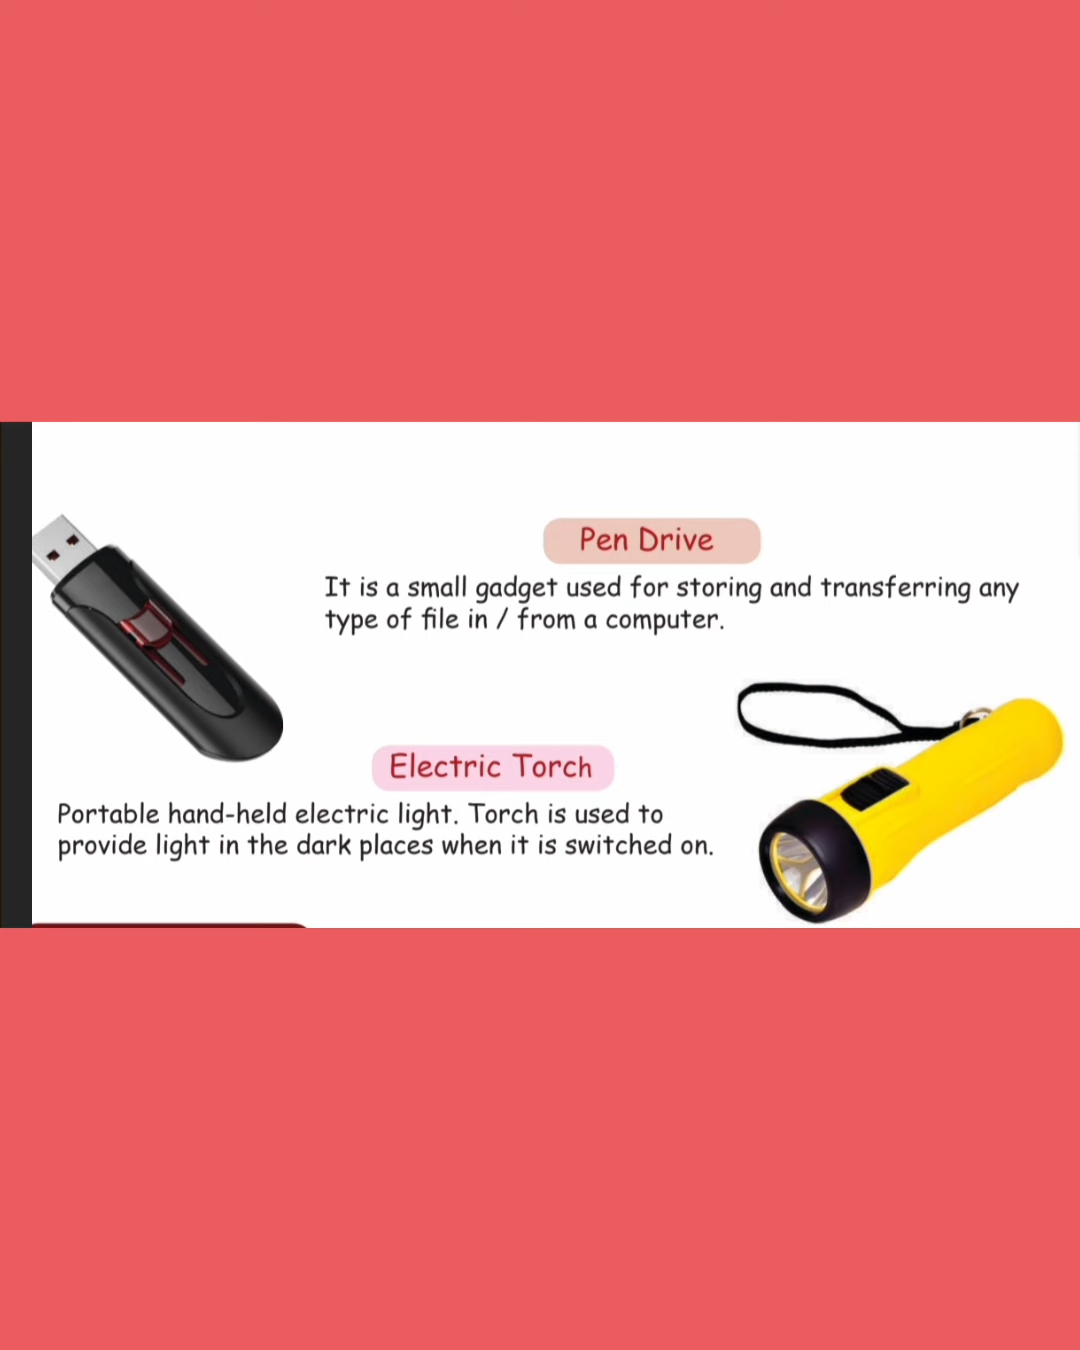 Pen Drive
It is a small gadget used for storing and transferring any
type of file in / from a computer.
Electric Torch
Portable hand-held electric light. Torch is used to
provide light in the dark places when it is switched on.